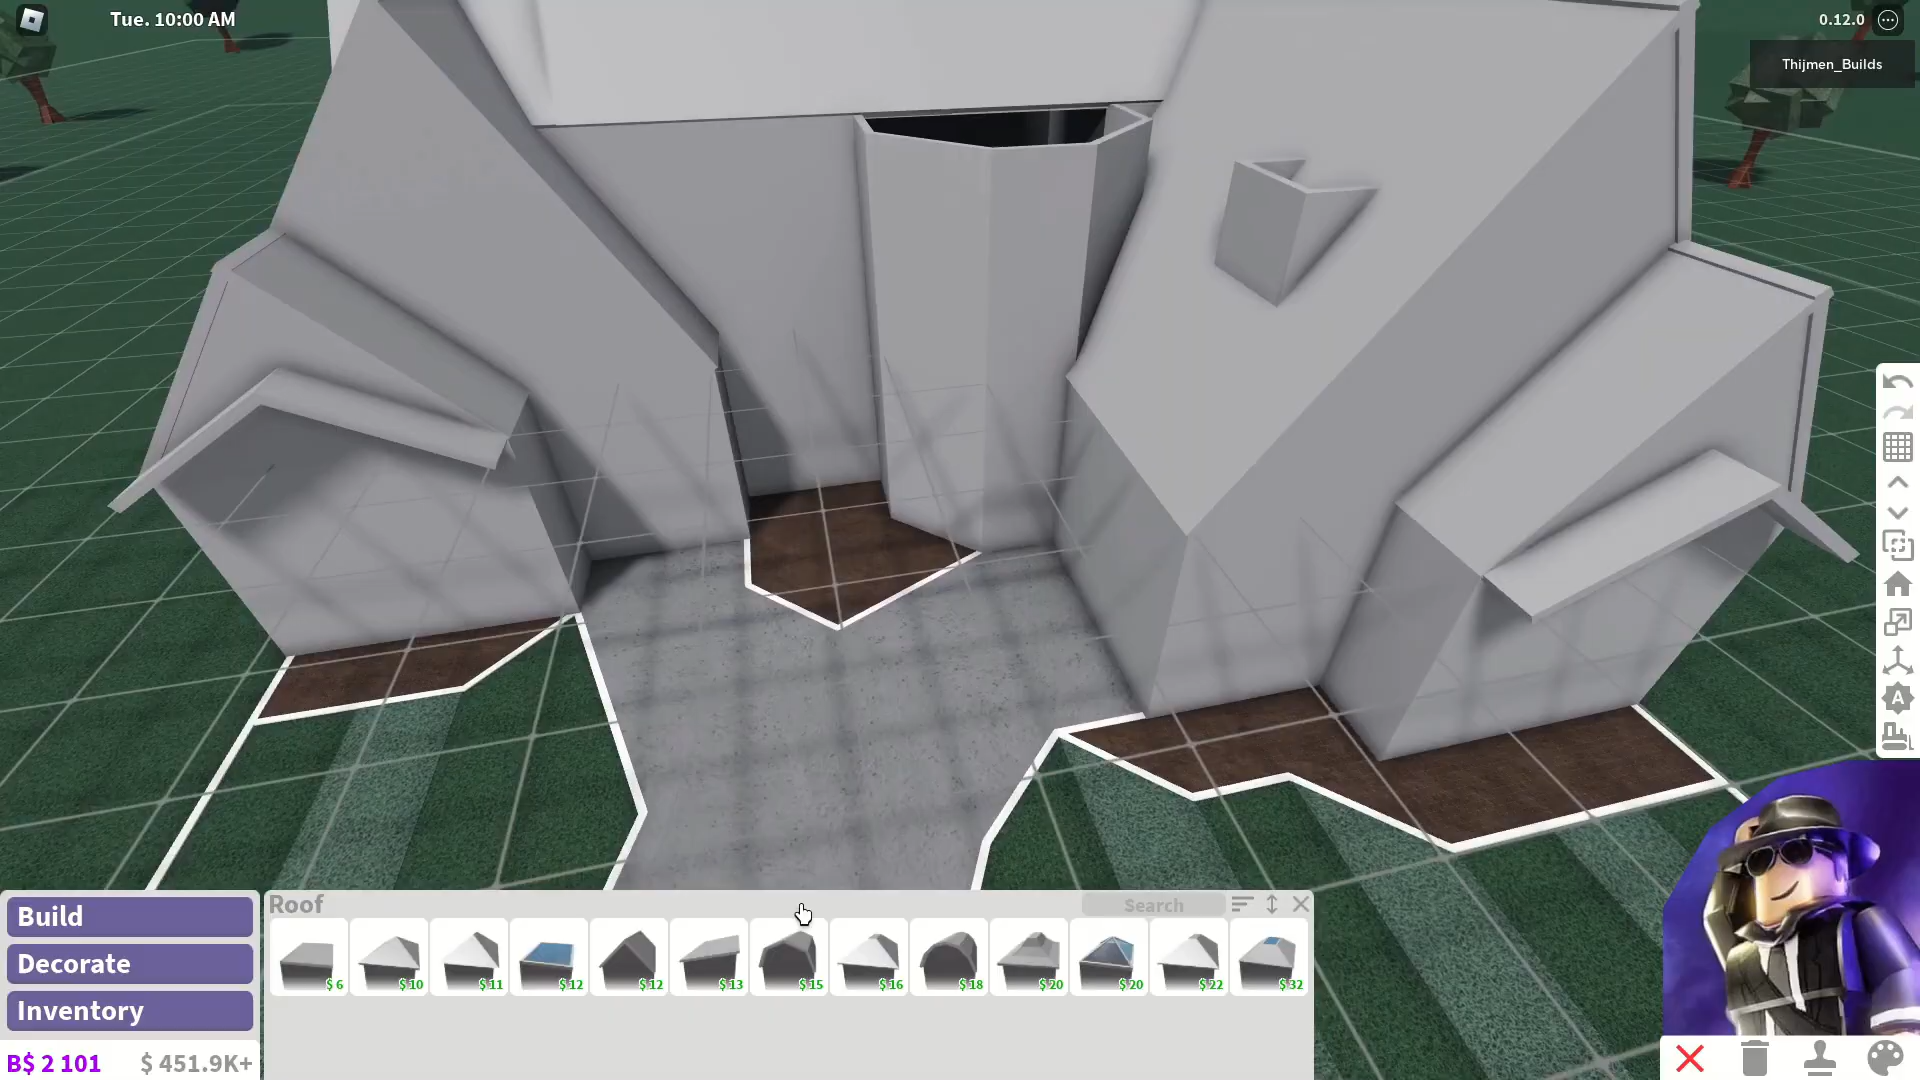 Tue. 10:00 AM
0.12.0
Thijmen_Builds
A
Build
Decorate
Inventory
B$ 2 101 $ 451.9K+
Roof
Search
$ 6 $10 $11 $12 $12 $13 $15 $16 $18 $20 $20 $22 $32